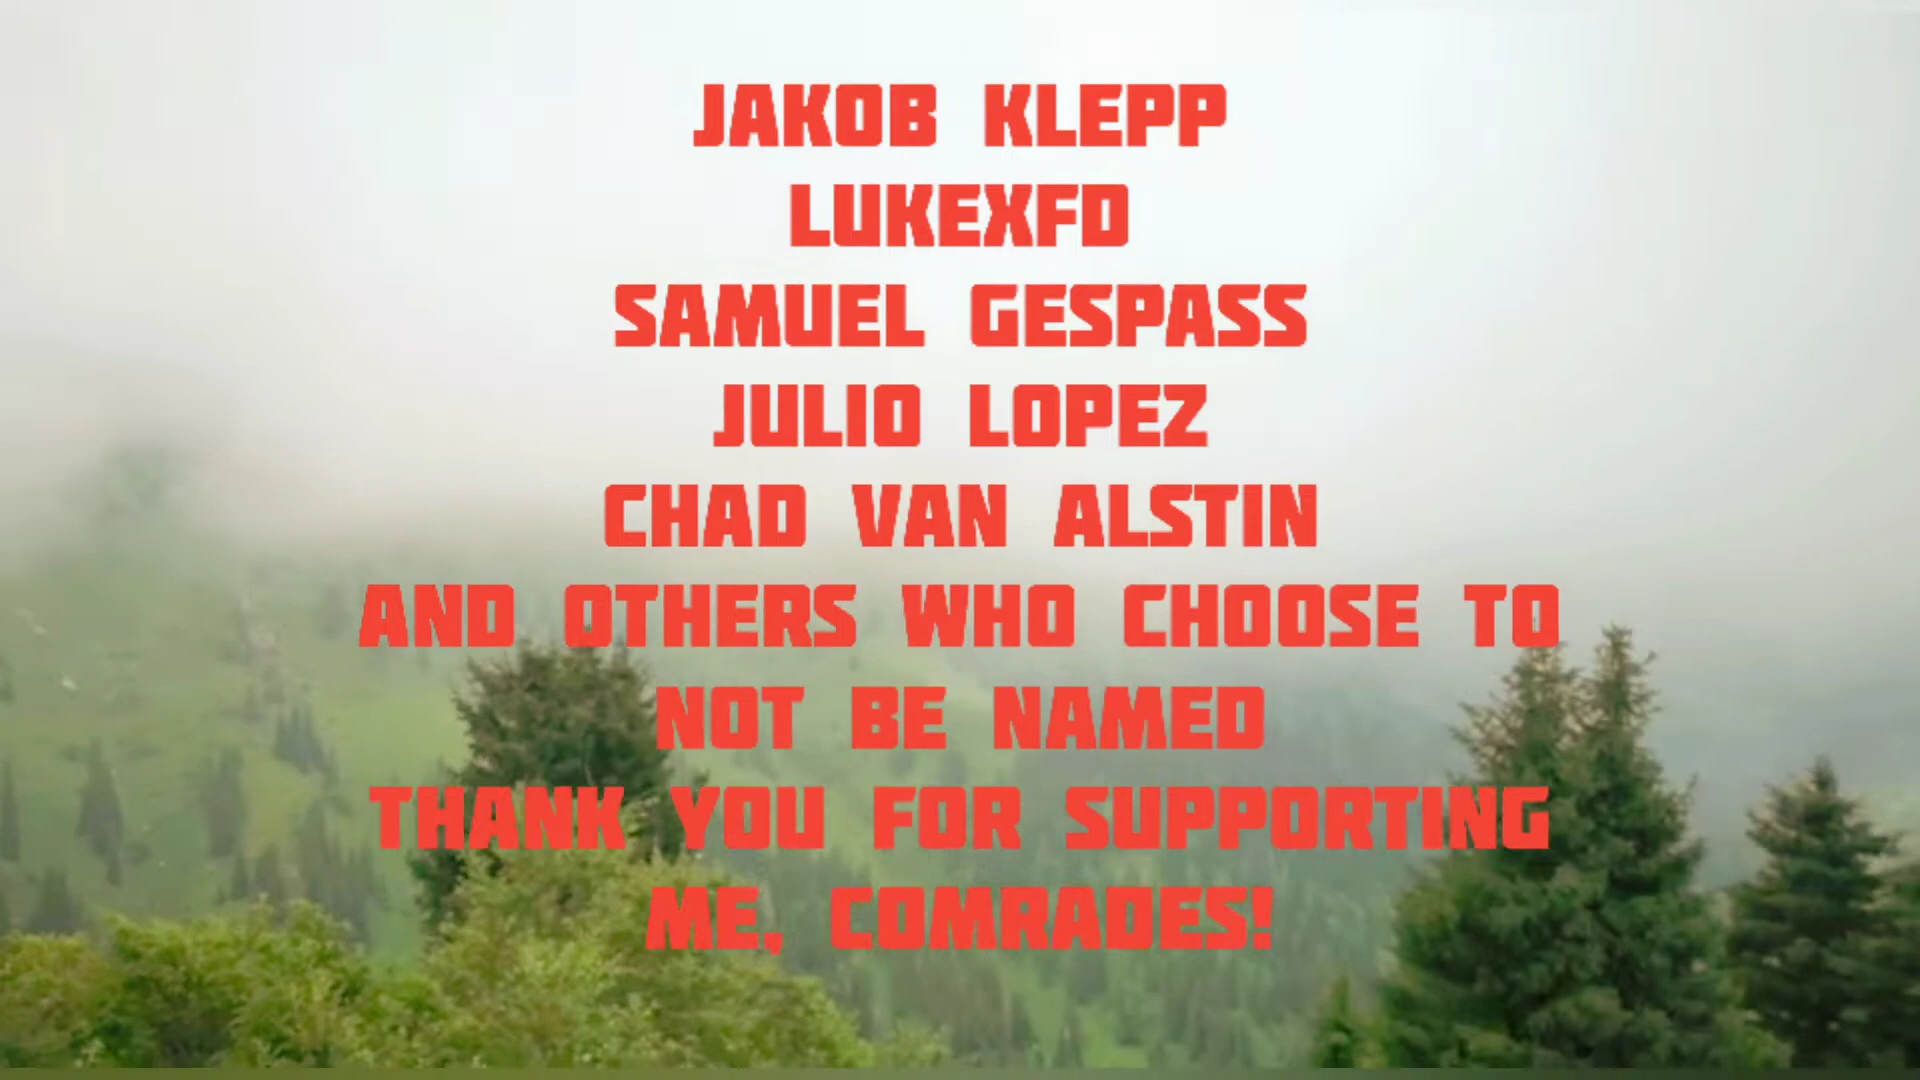 JAKOB KLEPP
LUKEXFD
SAMUEL GESPASS
JULIO LOPEZ
CHAD VAN ALSTIN
AND OTHERS WHO CHOOSE TO
NOT BE NAMED
THANK YOU FOR SUPPORTING
ME, COMRADES!